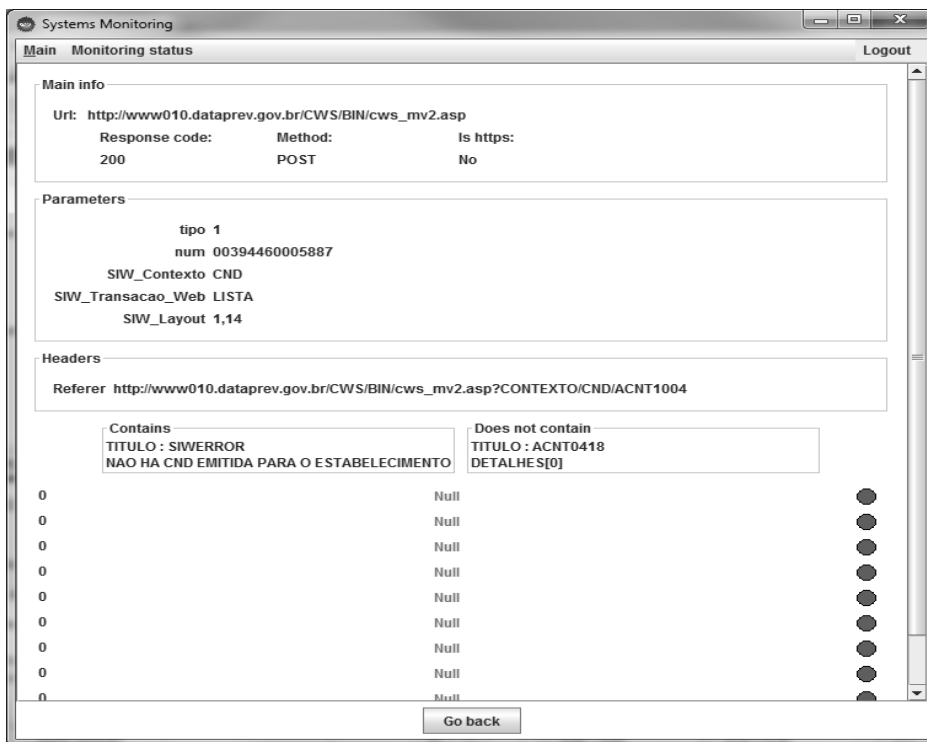 Systems Monitoring
Main Monitoring status Logout
Main info
Url: http://www010.dataprev.gov.br/CWS/BIN/cws_mv2.asp
Response code: Method: Is https:
200 POST No
Parameters
tipo 1
num 00394460005887
SIW_Contexto CND
SIW_Transacao_Web LISTA
SIW_Layout 1,14
Headers
Referer http://www010.dataprev.gov.br/CWS/BIN/cws_mv2.asp?CONTEXTO/CND/ACNT1004
Contains Does not contain
TITULO : SIWERROR TITULO : ACNT0418
NAO HA CND EMITIDA PARA O ESTABELECIMENTO DETALHES[0]
0 Null
0 Null
0 Null
0 Null
0 Null
0 Null
0 Null
0 Null
0 Null
Go back